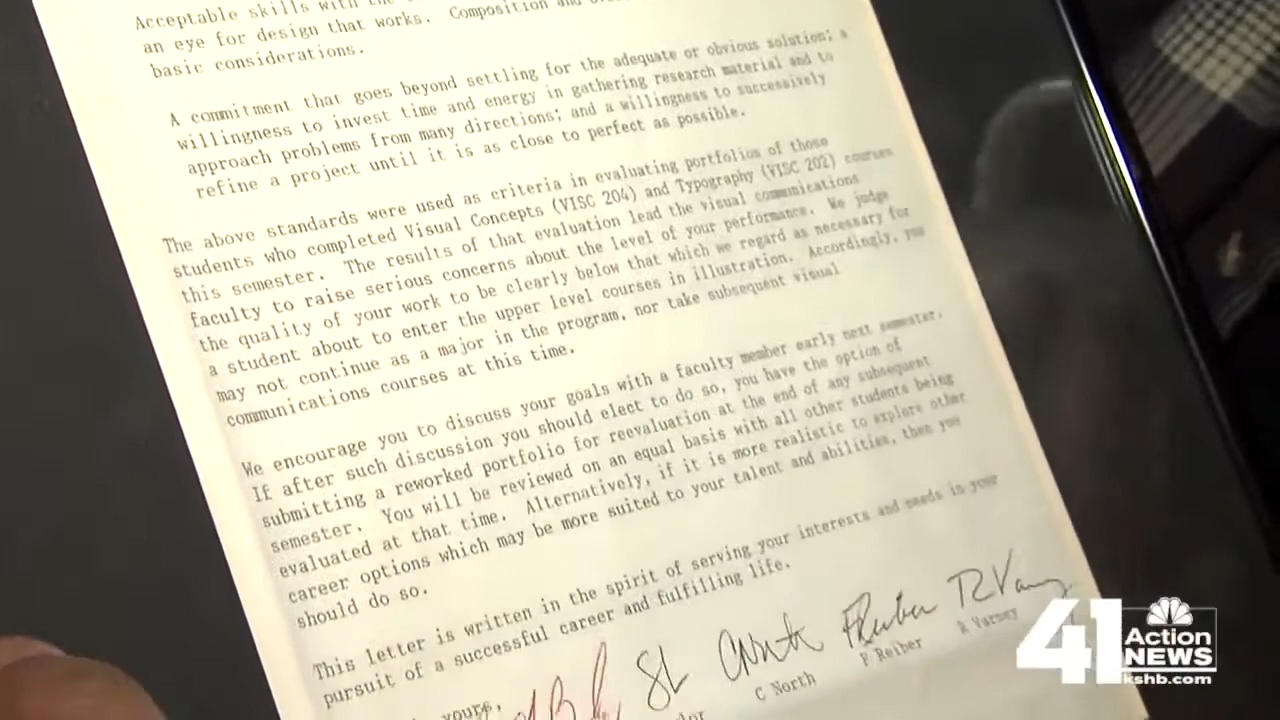 Acceptable skills with the
an eye for design that works. Composition and
basic considerations.
A commitment that goes beyond settling for the adequate or obvious solution; a
willingness to invest time and energy in gathering research material and to
approach problems from many directions; and a willingness to successively
refine a project until it is as close to perfect as possible.
The above standards were used as criteria in evaluating portfolios of those
students who completed Visual Concepts (VISC 204) and Typography (VISC 202) courses
this semester. The results of that evaluation lead the visual communications
faculty to raise serious concerns about the level of your performance. We judge
the quality of your work to be clearly below that which we regard as necessary for
a student about to enter the upper level courses in illustration. Accordingly, you
may not continue as a major in the program, nor take subsequent visual
communications courses at this time.
We encourage you to discuss your goals with a faculty member early next semester.
If after such discussion you should elect to do so, you have the option of
submitting a reworked portfolio for reevaluation at the end of any subsequent
semester. You will be reviewed on an equal basis with all other students being
evaluated at that time. Alternatively, if it is more realistic to explore other
career options which may be more suited to your talent and abilities, then you
should do so.
This letter is written in the spirit of serving your interests and needs in your
pursuit of a successful career and fulfilling life.
yours,
C North
P Reiber
R Varney
41
Action
NEWS
kshb.com